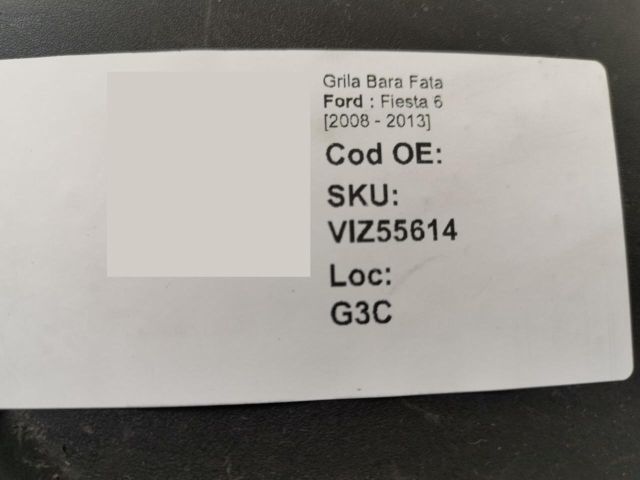 Grila Bara Fata
Ford : Fiesta 6
[2008 - 2013]
Cod OE:
SKU:
VIZ55614
Loc:
G3C